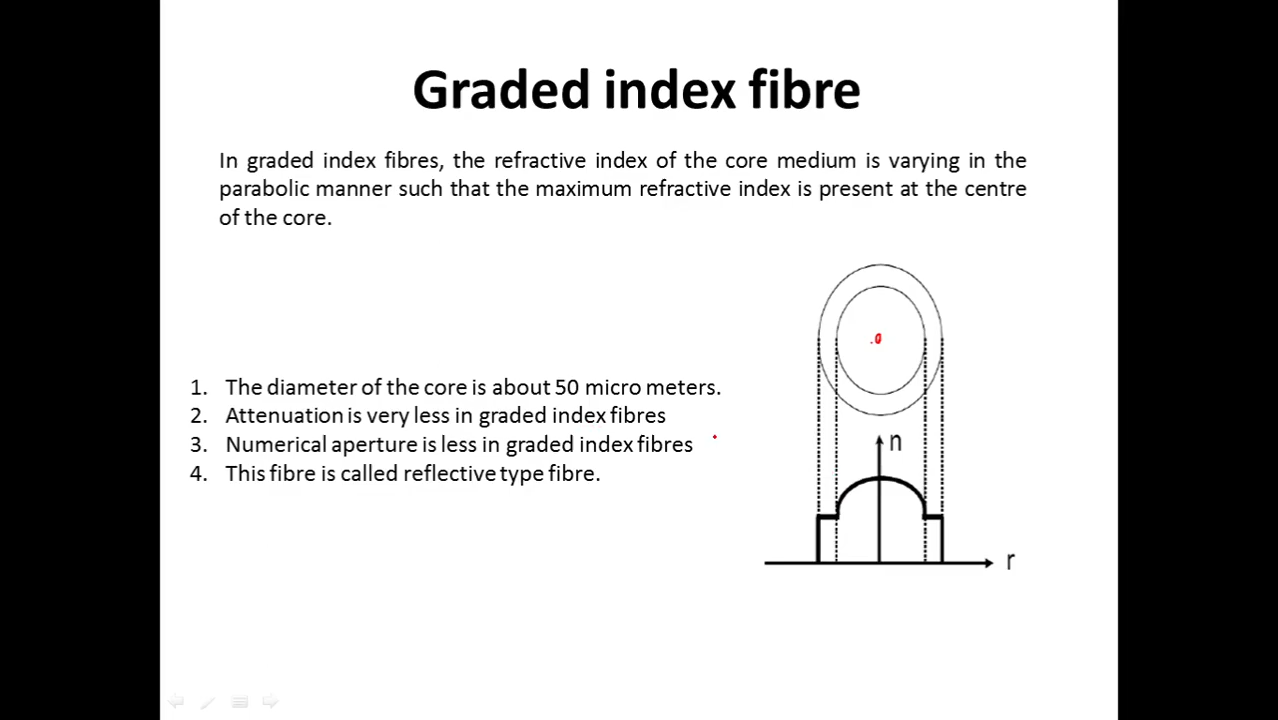 Graded index fibre
In graded index fibres, the refractive index of the core medium is varying in the
parabolic manner such that the maximum refractive index is present at the centre
of the core.
1. The diameter of the core is about 50 micro meters.
2. Attenuation is very less in graded index fibres
3. Numerical aperture is less in graded index fibres
4. This fibre is called reflective type fibre.
n
r